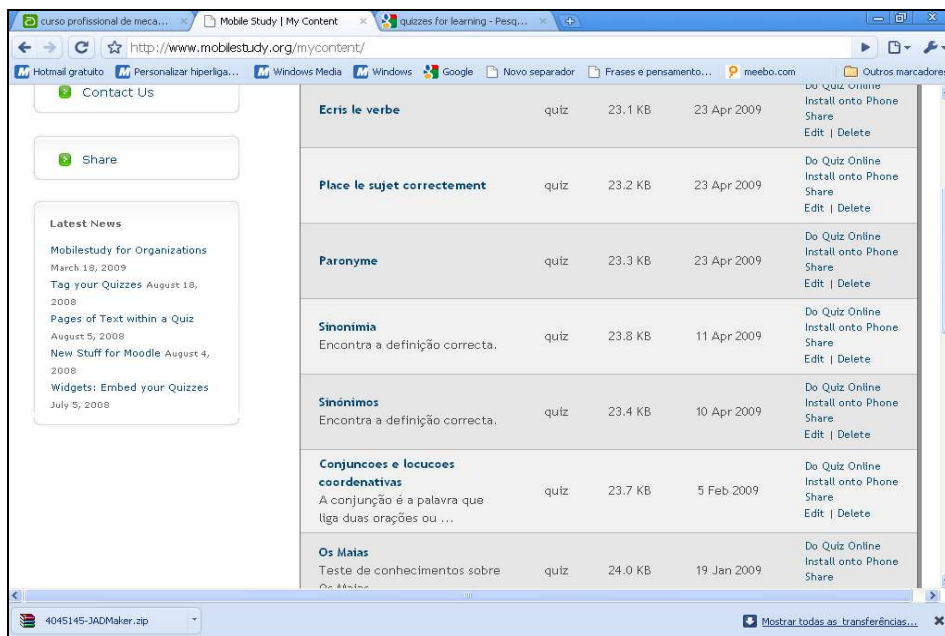 curso profissional de meca...
Mobile Study | My Content
quizzes for learning - Pesq...
http://www.mobilestudy.org/mycontent/
Hotmail gratuito
Personalizar hiperliga...
Windows Media
Windows
Google
Novo separador
Frases e pensamento...
meebo.com
Outros marcadores
Contact Us
Share
Latest News
Mobilestudy for Organizations
March 18, 2009
Tag your Quizzes August 18,
2008
Pages of Text within a Quiz
August 5, 2008
New Stuff for Moodle August 4,
2008
Widgets: Embed your Quizzes
July 5, 2008
Ecris le verbe
quiz
23.1 KB
23 Apr 2009
Do Quiz Online
Install onto Phone
Share
Edit | Delete
Place le sujet correctement
quiz
23.2 KB
23 Apr 2009
Do Quiz Online
Install onto Phone
Share
Edit | Delete
Paronyme
quiz
23.3 KB
23 Apr 2009
Do Quiz Online
Install onto Phone
Share
Edit | Delete
Sinonímia
Encontra a definição correcta.
quiz
23.8 KB
11 Apr 2009
Do Quiz Online
Install onto Phone
Share
Edit | Delete
Sinónimos
Encontra a definição correcta.
quiz
23.4 KB
10 Apr 2009
Do Quiz Online
Install onto Phone
Share
Edit | Delete
Conjuncoes e locucoes
coordenativas
A conjunção é a palavra que
liga duas orações ou ...
quiz
23.7 KB
5 Feb 2009
Do Quiz Online
Install onto Phone
Share
Edit | Delete
Os Maias
Teste de conhecimentos sobre
Os Maias
quiz
24.0 KB
19 Jan 2009
Do Quiz Online
Install onto Phone
Share
4045145-JADMaker.zip
Mostrar todas as transferências...